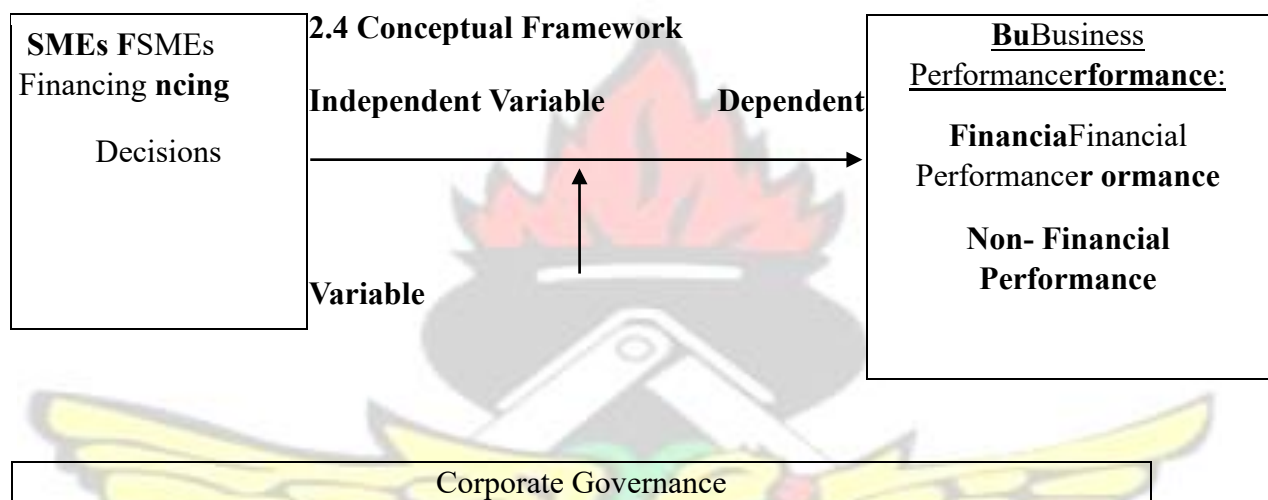 2.4 Conceptual Framework
SMEs FSMEs
Financing ncing
Decisions
Independent Variable Dependent
Variable
BuBusiness
Performancerformance:
FinanciaFinancial
Performancer ormance
Non- Financial
Performance
Corporate Governance